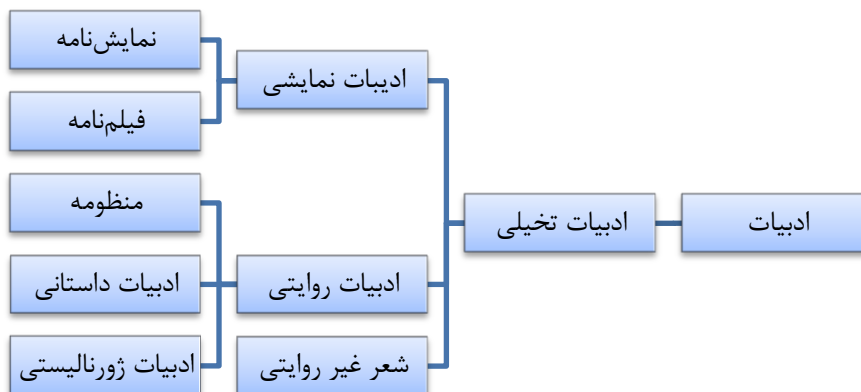 ادبیات
ادبیات تخیلی
ادبیات نمایشی
نمایش‌نامه
فیلم‌نامه
ادبیات روایتی
منظومه
ادبیات داستانی
ادبیات ژورنالیستی
شعر غیر روایتی